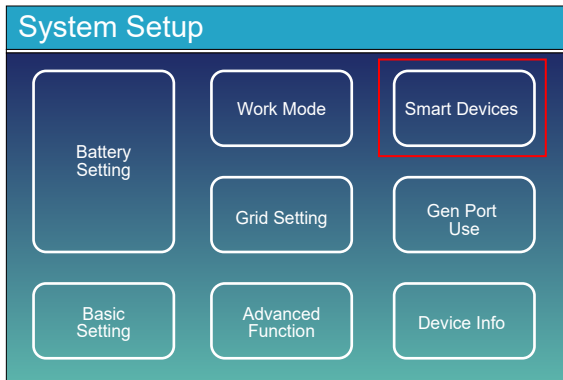 System Setup
Battery
Setting
Work Mode
Smart Devices
Grid Setting
Gen Port
Use
Basic
Setting
Advanced
Function
Device Info